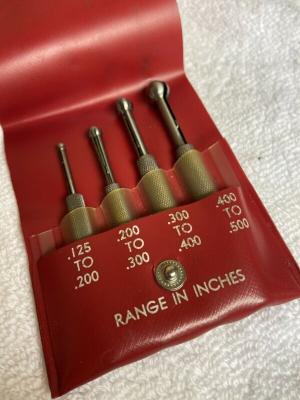 .125 .200 .300 .400
TO TO TO TO
.200 .300 .400 .500
RANGE IN INCHES